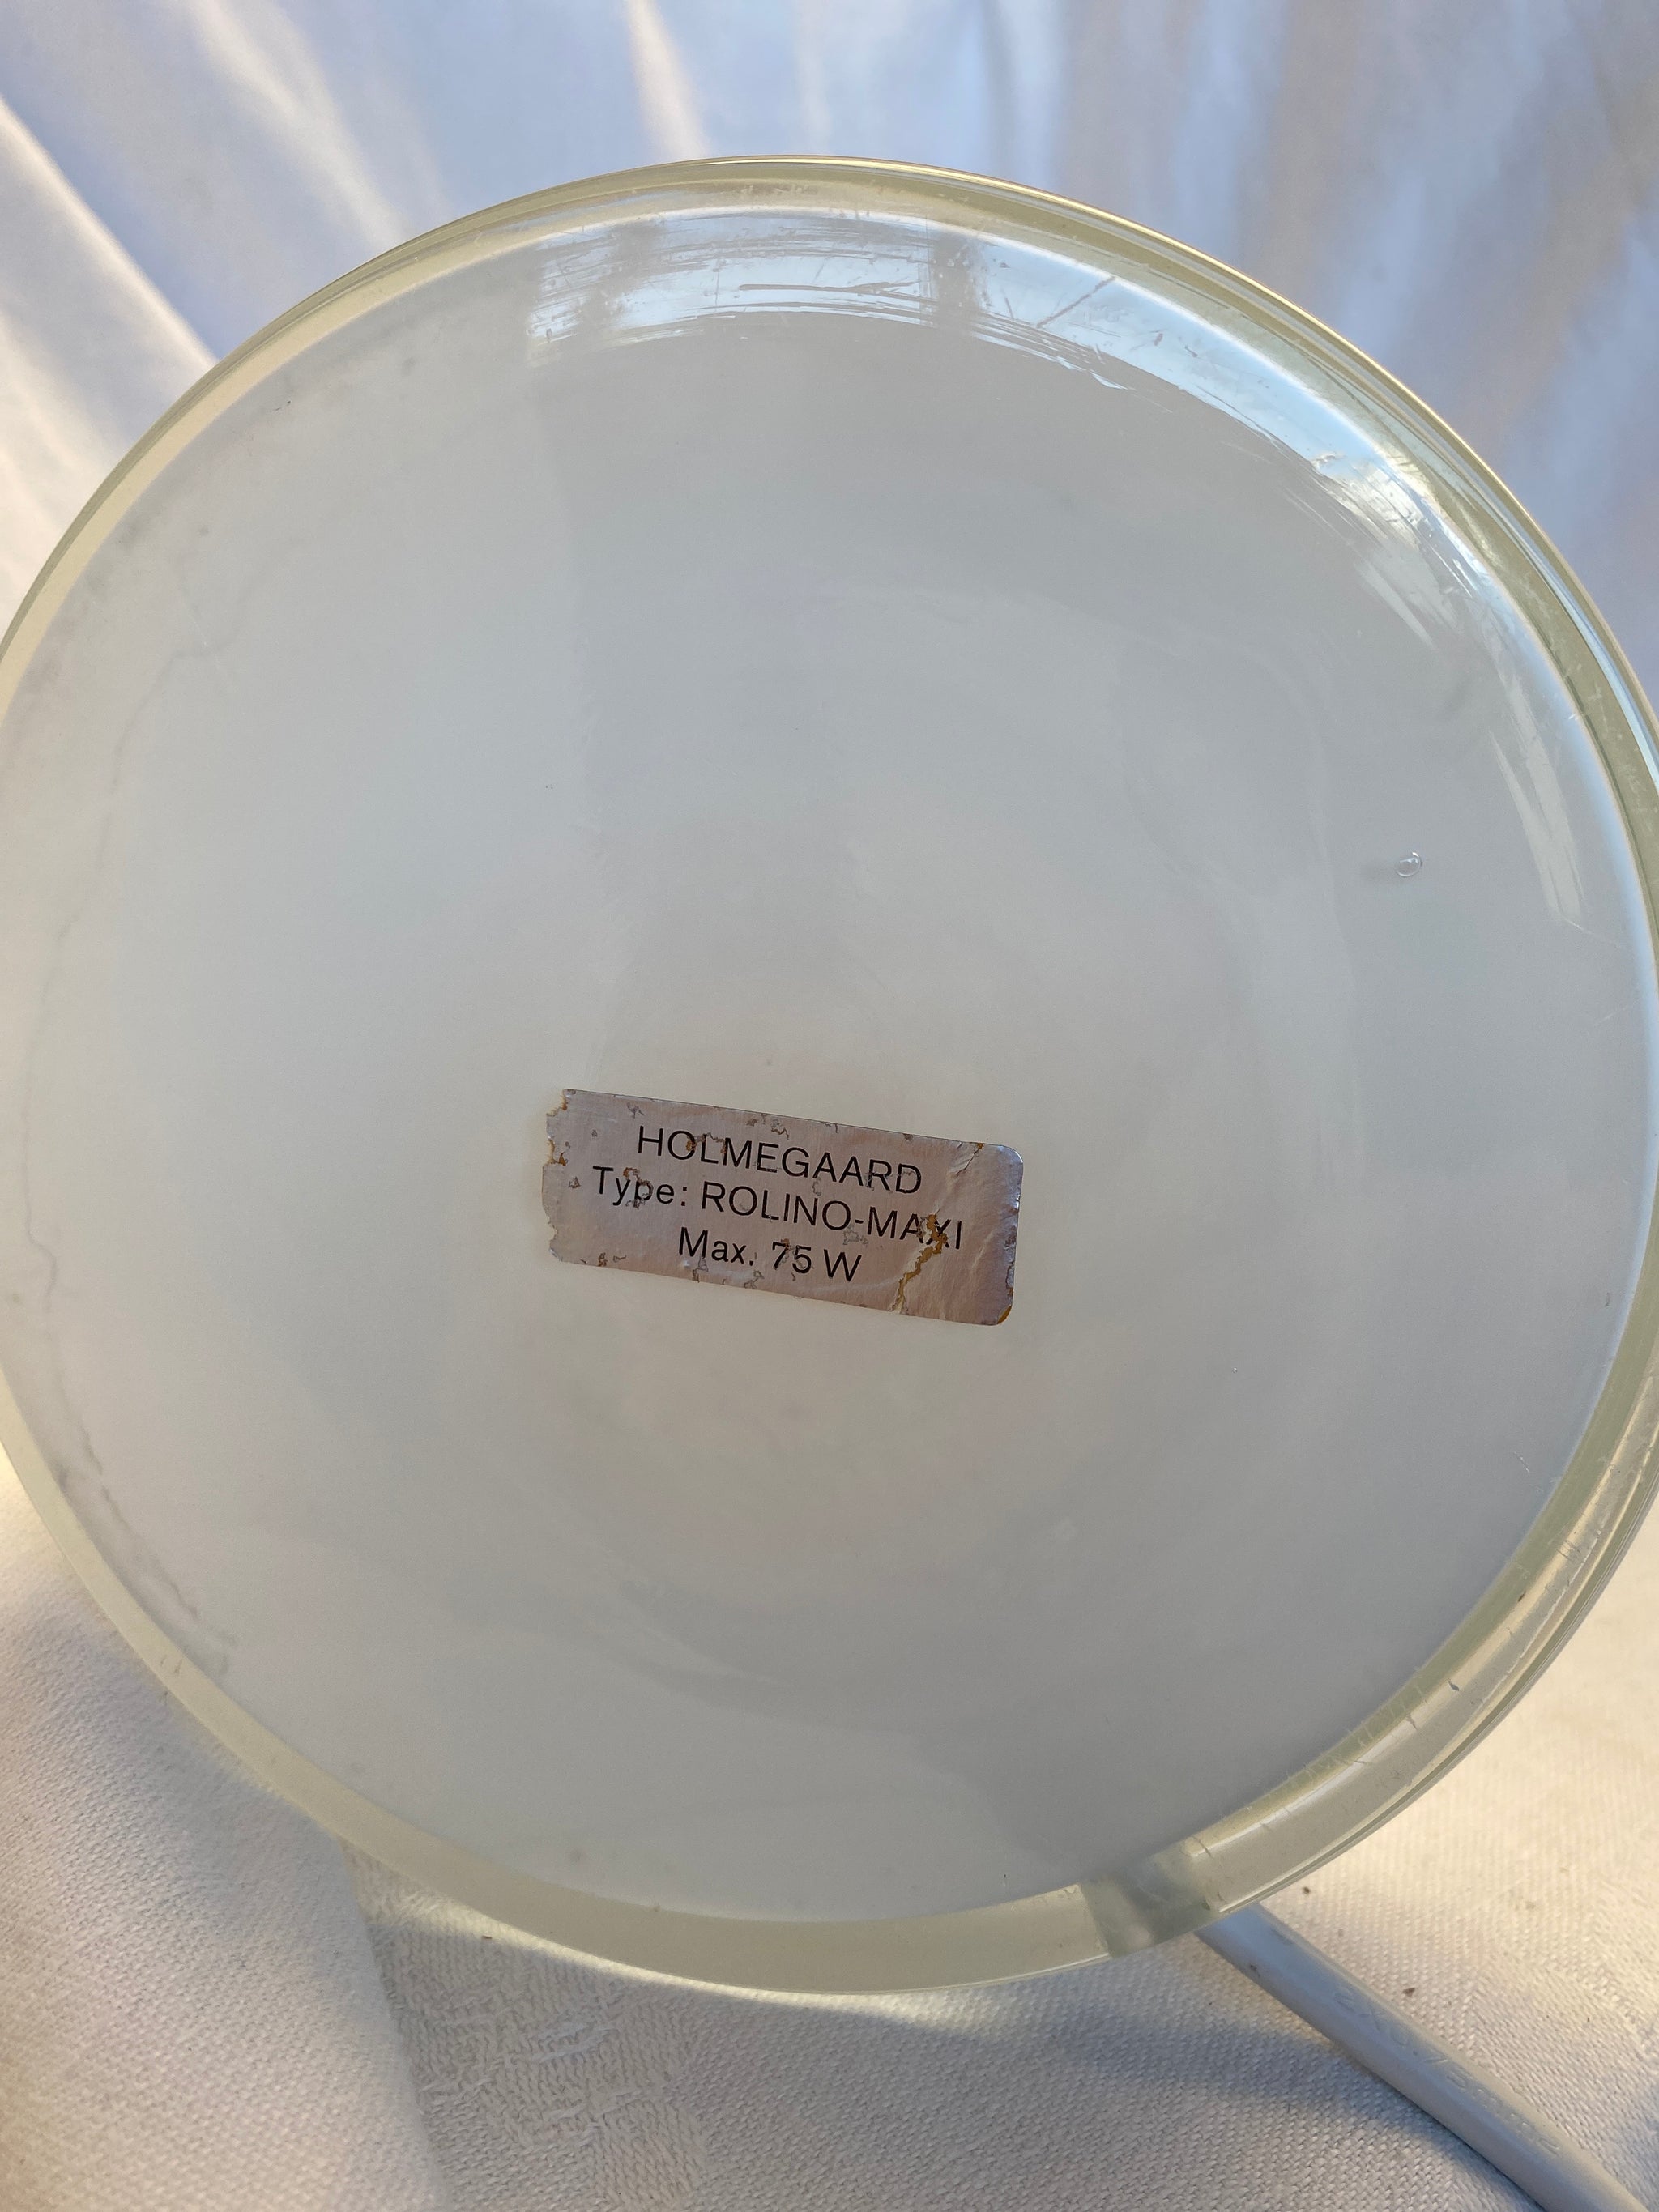 HOLMEGAARD
Type: ROLINO-MAXI
Max. 75 W